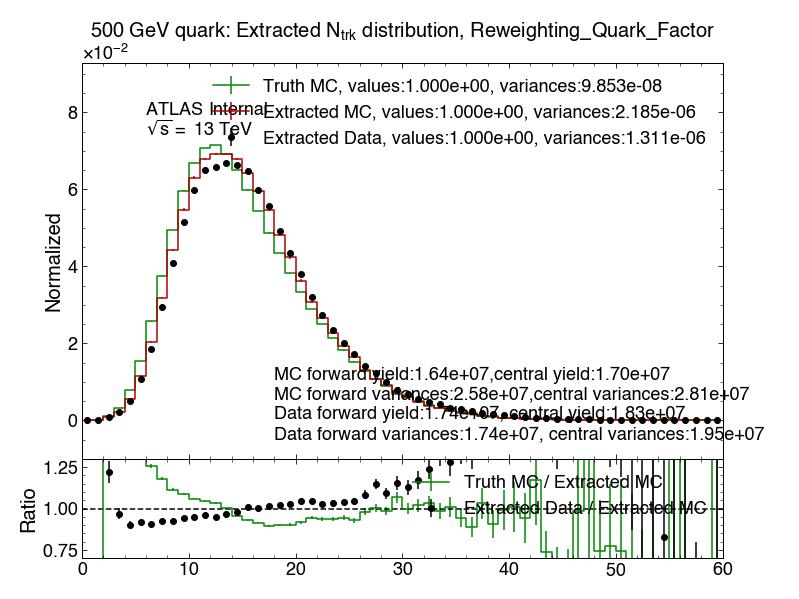 500 GeV quark: Extracted Ntrk distribution, Reweighting_Quark_Factor
×10−2
Truth MC, values:1.000e+00, variances:9.853e-08
ATLAS Internal
Extracted MC, values:1.000e+00, variances:2.185e-06
√s = 13 TeV
Extracted Data, values:1.000e+00, variances:1.311e-06
8
6
4
2
0
Normalized
MC forward yield:1.64e+07,central yield:1.70e+07
MC forward variances:2.58e+07,central variances:2.81e+07
Data forward yield:1.74e+07, central yield:1.83e+07
Data forward variances:1.74e+07, central variances:1.95e+07
1.25
1.00
0.75
Ratio
Truth MC / Extracted MC
Extracted Data / Extracted MC
0 10 20 30 40 50 60